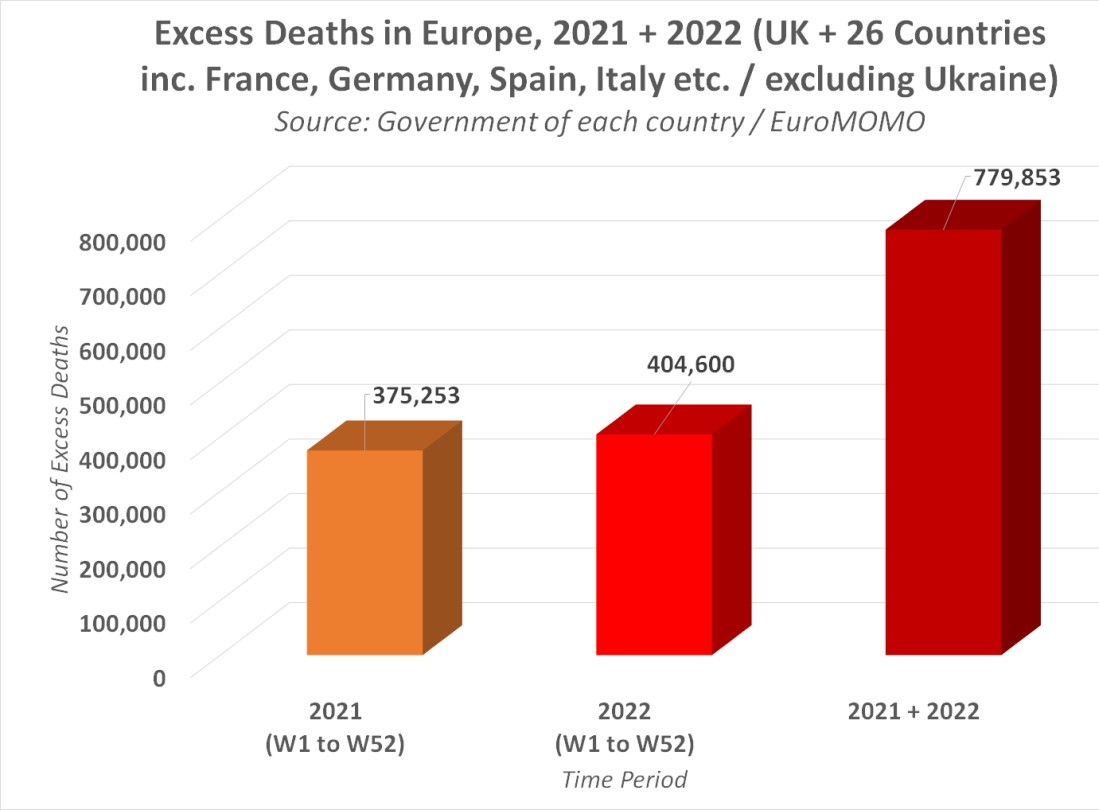 Excess Deaths in Europe, 2021 + 2022 (UK + 26 Countries
inc. France, Germany, Spain, Italy etc. / excluding Ukraine)
Source: Government of each country / EuroMOMO
779,853
800,000
700,000
600,000
404,600
500,000
375,253
400,000
300,000
200,000
100,000
0
Number of Excess Deaths
2021
(W1 to W52)
2022
(W1 to W52)
2021 + 2022
Time Period